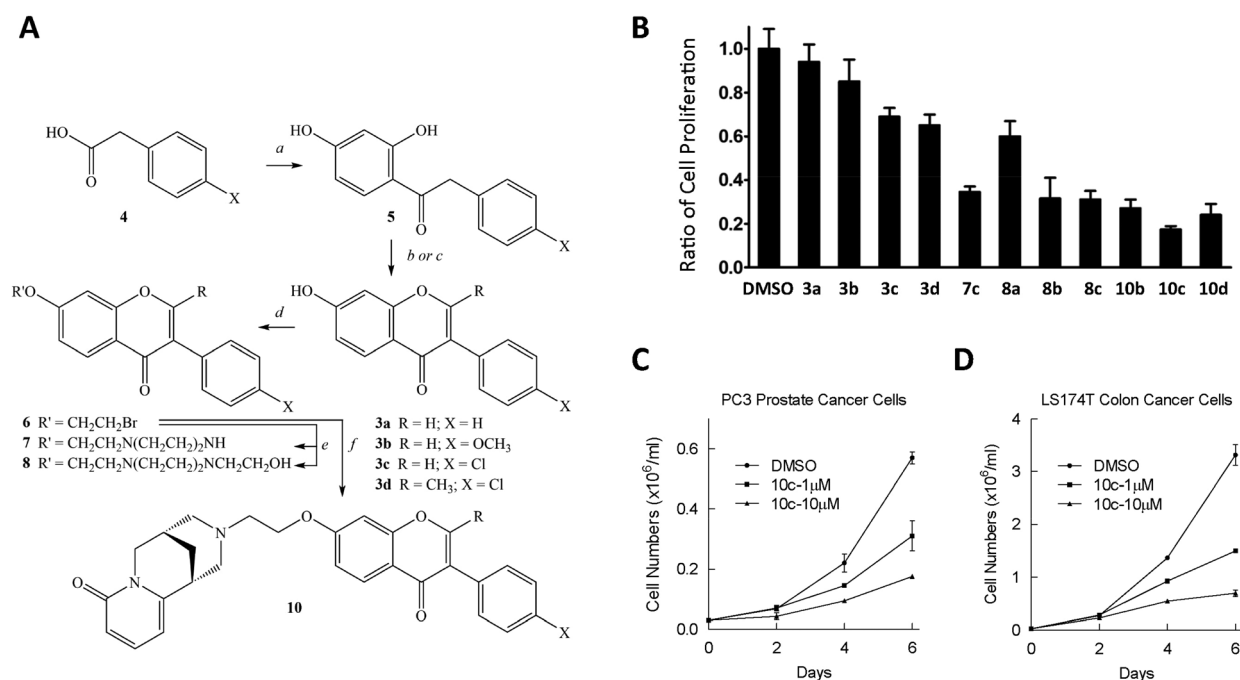 A
HO
O
X
4
a
HO
OH
O
X
5
b or c
R'O
O
R
O
X
d
HO
O
R
O
X
6 R' = CH₂CH₂Br
7 R' = CH₂CH₂N(CH₂CH₂)₂NH
8 R' = CH₂CH₂N(CH₂CH₂)₂NCH₂CH₂OH
e
f
3a R = H; X = H
3b R = H; X = OCH₃
3c R = H; X = Cl
3d R = CH₃; X = Cl
O
N
N
O
O
R
O
X
10
B
Ratio of Cell Proliferation
1.0
0.8
0.6
0.4
0.2
0.0
DMSO 3a 3b 3c 3d 7c 8a 8b 8c 10b 10c 10d
C
PC3 Prostate Cancer Cells
Cell Numbers (x10⁶/ml)
0.6
0.4
0.2
0.0
DMSO
10c-1µM
10c-10µM
0 2 4 6
Days
D
LS174T Colon Cancer Cells
Cell Numbers (x10⁶/ml)
4
3
2
1
0
DMSO
10c-1µM
10c-10µM
0 2 4 6
Days